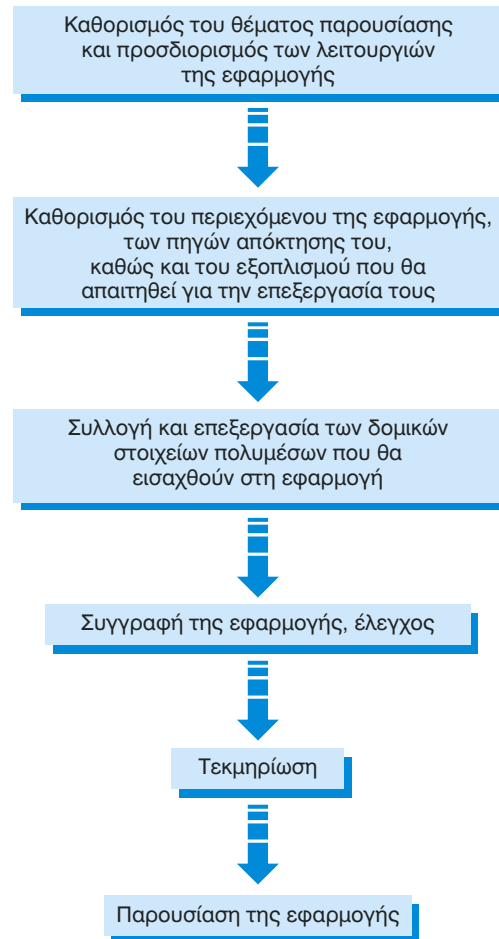 Καθορισμός του θέματος παρουσίασης
και προσδιορισμός των λειτουργιών
της εφαρμογής
Καθορισμός του περιεχόμενου της εφαρμογής,
των πηγών απόκτησης του,
καθώς και του εξοπλισμού που θα
απαιτηθεί για την επεξεργασία τους
Συλλογή και επεξεργασία των δομικών
στοιχείων πολυμέσων που θα
εισαχθούν στη εφαρμογή
Συγγραφή της εφαρμογής, έλεγχος
Τεκμηρίωση
Παρουσίαση της εφαρμογής